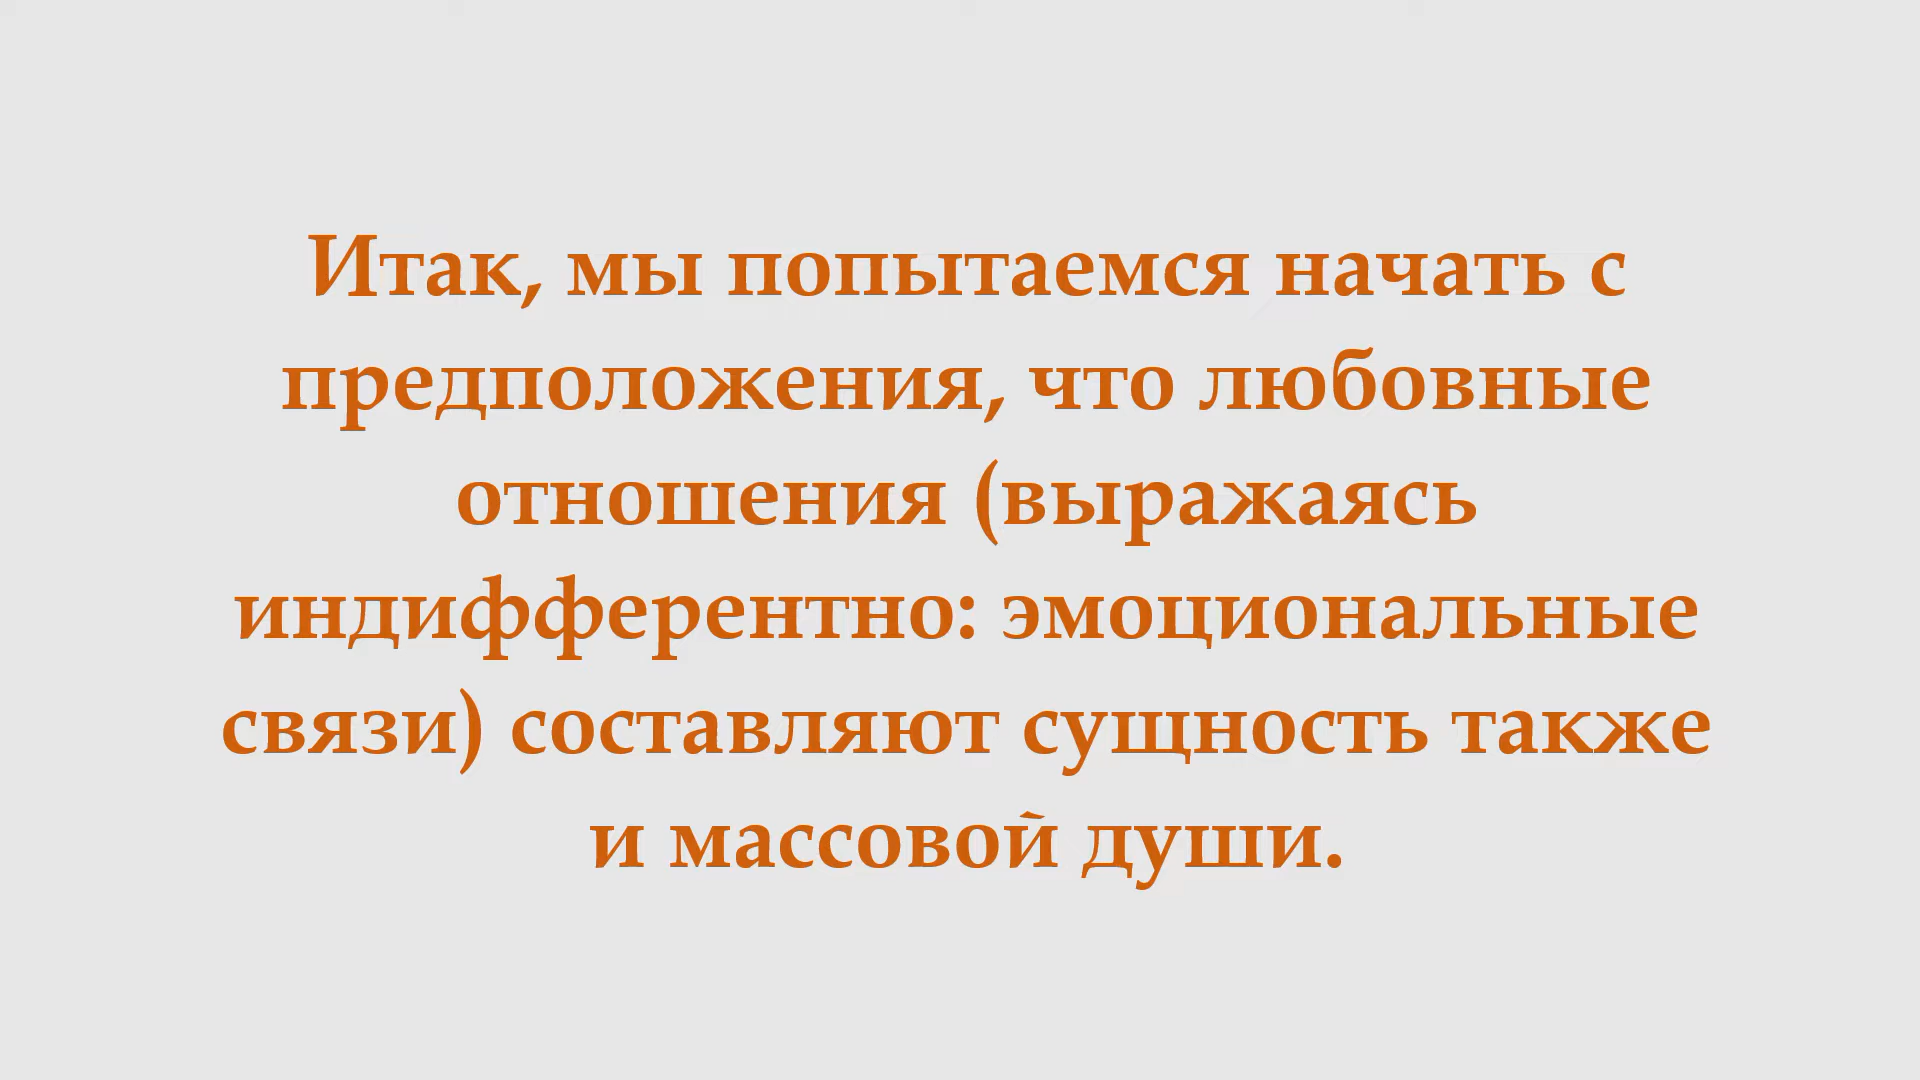 Итак, мы попытаемся начать с
предположения, что любовные
отношения (выражаясь
индифферентно: эмоциональные
связи) составляют сущность также
и массовой души.